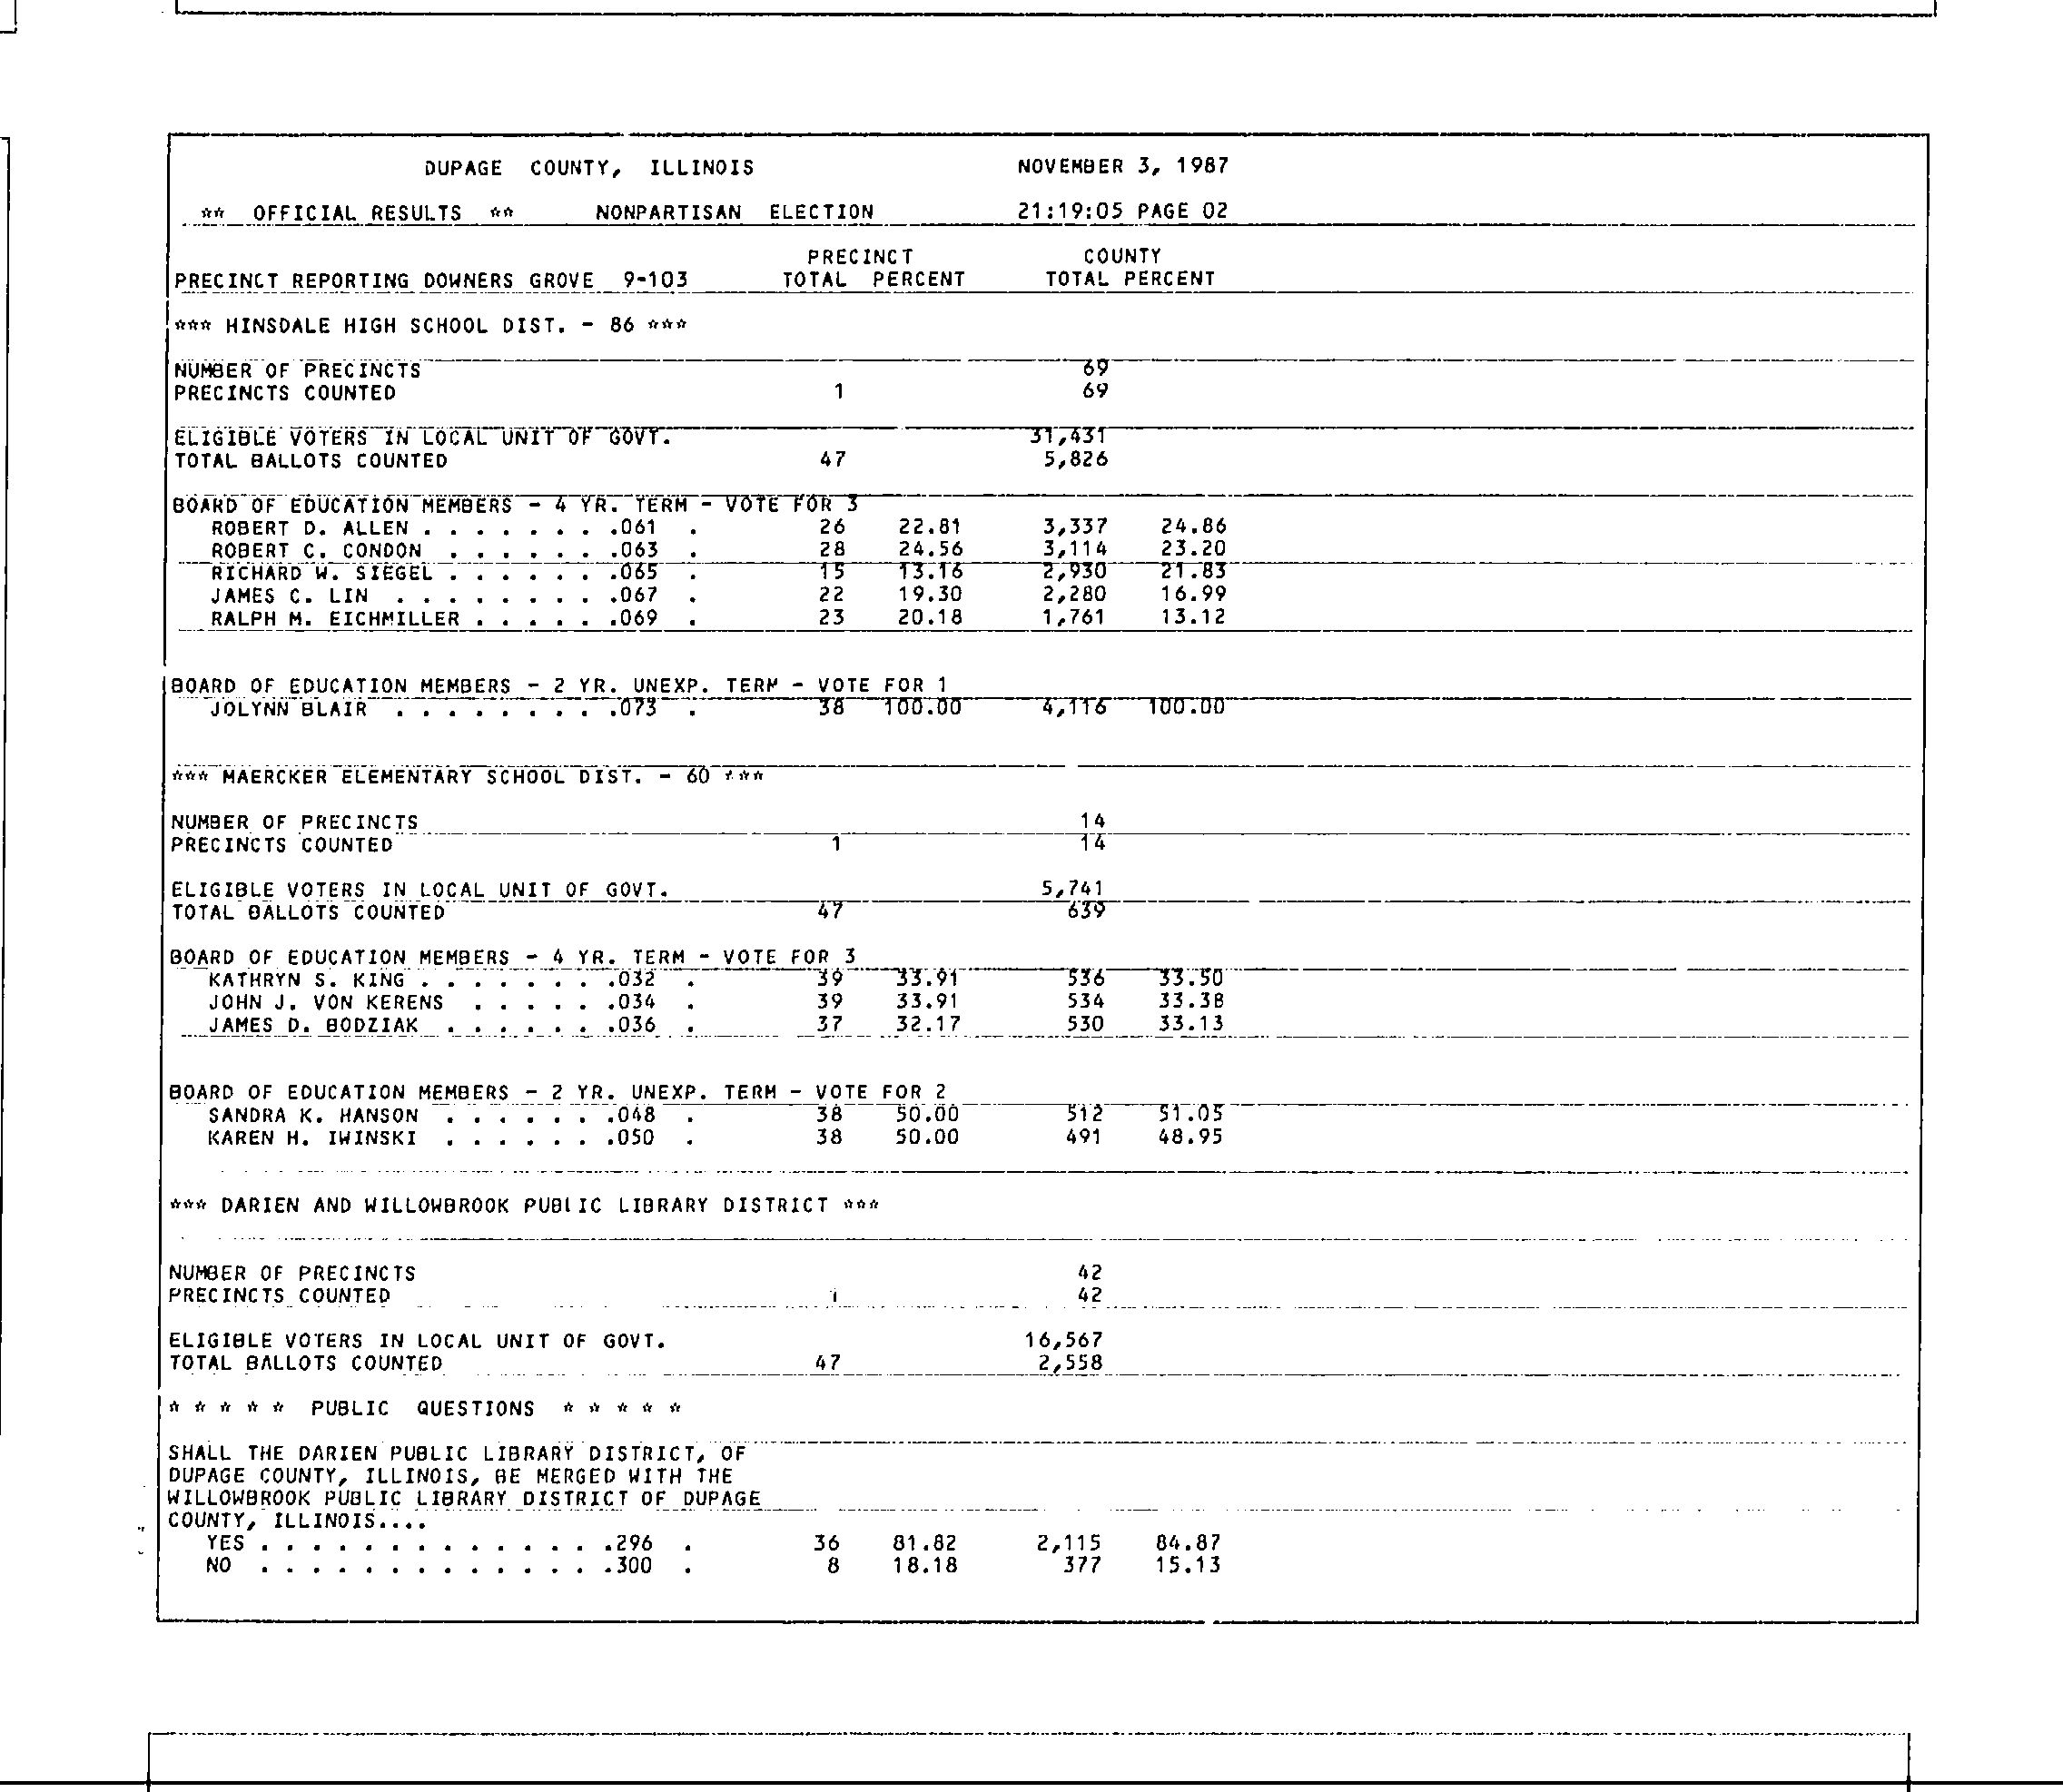 DUPAGE COUNTY, ILLINOIS NOVEMBER 3, 1987
** OFFICIAL RESULTS ** NONPARTISAN ELECTION 21:19:05 PAGE 02
PRECINCT COUNTY
PRECINCT REPORTING DOWNERS GROVE 9-103 TOTAL PERCENT TOTAL PERCENT
*** HINSDALE HIGH SCHOOL DIST. - 86 ***
NUMBER OF PRECINCTS 69
PRECINCTS COUNTED 1 69
ELIGIBLE VOTERS IN LOCAL UNIT OF GOVT. 31,431
TOTAL BALLOTS COUNTED 47 5,826
BOARD OF EDUCATION MEMBERS - 4 YR. TERM - VOTE FOR 3
ROBERT D. ALLEN . . . . . . . .061 . 26 22.81 3,337 24.86
ROBERT C. CONDON . . . . . . .063 . 28 24.56 3,114 23.20
RICHARD W. SIEGEL . . . . . . .065 . 15 13.16 2,930 21.83
JAMES C. LIN . . . . . . . . .067 . 22 19.30 2,280 16.99
RALPH M. EICHMILLER . . . . . .069 . 23 20.18 1,761 13.12
BOARD OF EDUCATION MEMBERS - 2 YR. UNEXP. TERM - VOTE FOR 1
JOLYNN BLAIR . . . . . . . . .073 . 38 100.00 4,116 100.00
*** MAERCKER ELEMENTARY SCHOOL DIST. - 60 ***
NUMBER OF PRECINCTS 14
PRECINCTS COUNTED 1 14
ELIGIBLE VOTERS IN LOCAL UNIT OF GOVT. 5,741
TOTAL BALLOTS COUNTED 47 639
BOARD OF EDUCATION MEMBERS - 4 YR. TERM - VOTE FOR 3
KATHRYN S. KING . . . . . . . .032 . 39 33.91 536 33.50
JOHN J. VON KERENS . . . . . .034 . 39 33.91 534 33.38
JAMES D. BODZIAK . . . . . . .036 . 37 32.17 530 33.13
BOARD OF EDUCATION MEMBERS - 2 YR. UNEXP. TERM - VOTE FOR 2
SANDRA K. HANSON . . . . . . .048 . 38 50.00 512 51.05
KAREN H. IWINSKI . . . . . . .050 . 38 50.00 491 48.95
*** DARIEN AND WILLOWBROOK PUBLIC LIBRARY DISTRICT ***
NUMBER OF PRECINCTS 42
PRECINCTS COUNTED 1 42
ELIGIBLE VOTERS IN LOCAL UNIT OF GOVT. 16,567
TOTAL BALLOTS COUNTED 47 2,558
* * * * * PUBLIC QUESTIONS * * * * *
SHALL THE DARIEN PUBLIC LIBRARY DISTRICT, OF
DUPAGE COUNTY, ILLINOIS, BE MERGED WITH THE
WILLOWBROOK PUBLIC LIBRARY DISTRICT OF DUPAGE
COUNTY, ILLINOIS....
YES . . . . . . . . . . . . . .296 . 36 81.82 2,115 84.87
NO . . . . . . . . . . . . . .300 . 8 18.18 377 15.13